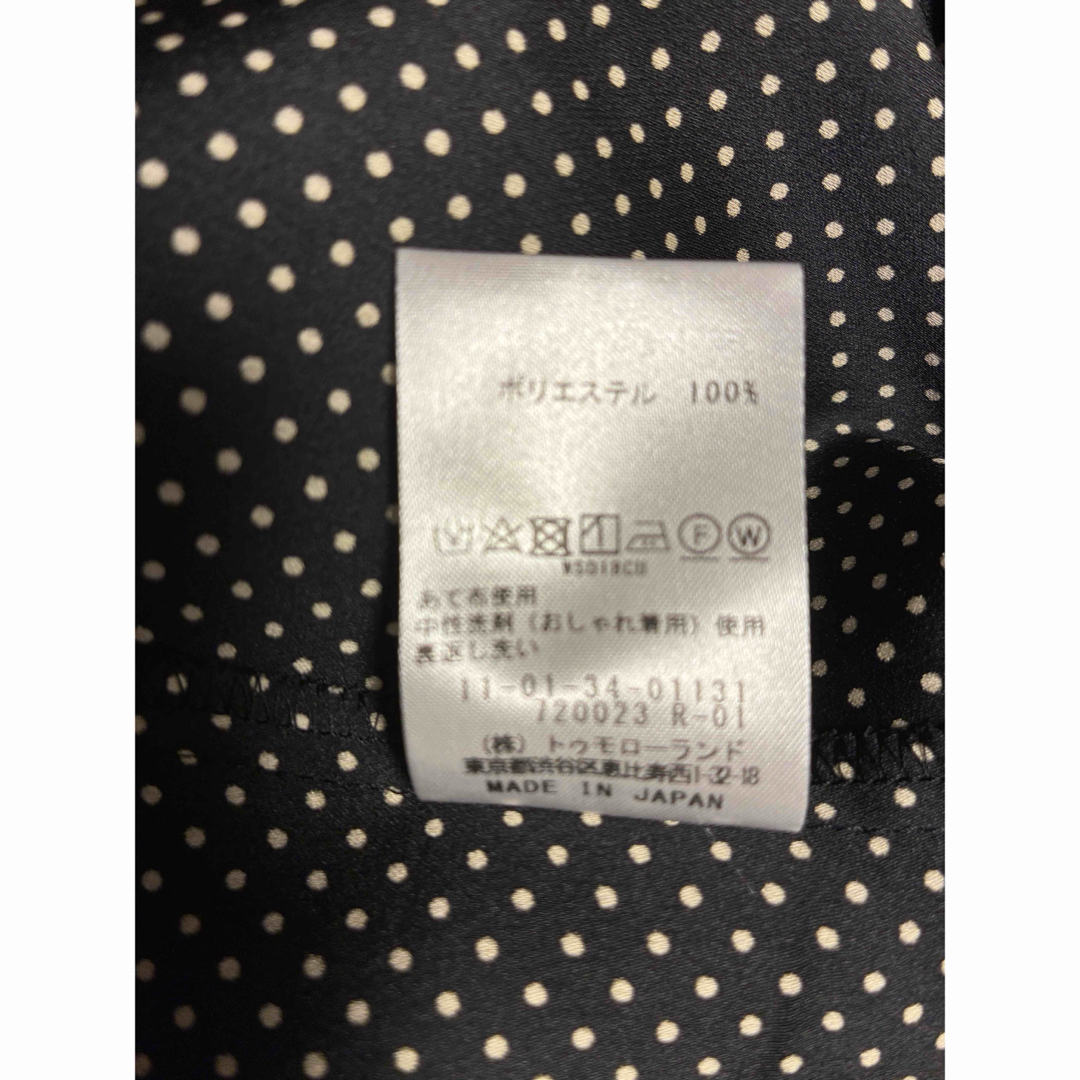 ポリエステル 100%
F W
WS018CU
あて布使用
中性洗剤（おしゃれ着用）使用
裏返し洗い
11-01-34-01131
720023 R-01
（株）トゥモローランド
東京都渋谷区恵比寿西1-32-18
MADE IN JAPAN